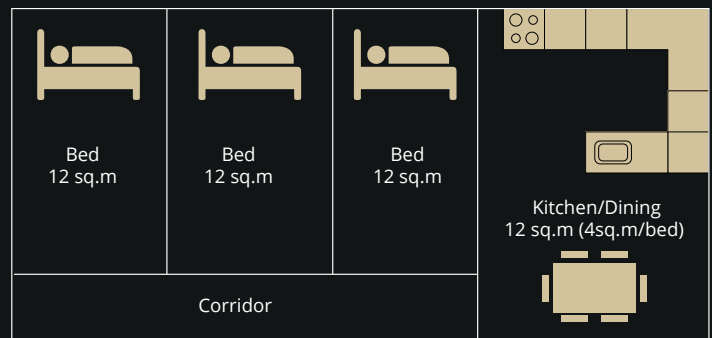 Bed
12 sq.m
Bed
12 sq.m
Bed
12 sq.m
Kitchen/Dining
12 sq.m (4sq.m/bed)
Corridor